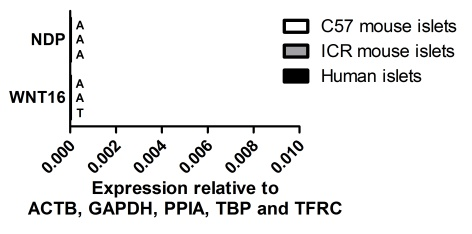 NDP
A
A
A
WNT16
A
A
T
C57 mouse islets
ICR mouse islets
Human islets
0.000 0.002 0.004 0.006 0.008 0.010
Expression relative to
ACTB, GAPDH, PPIA, TBP and TFRC